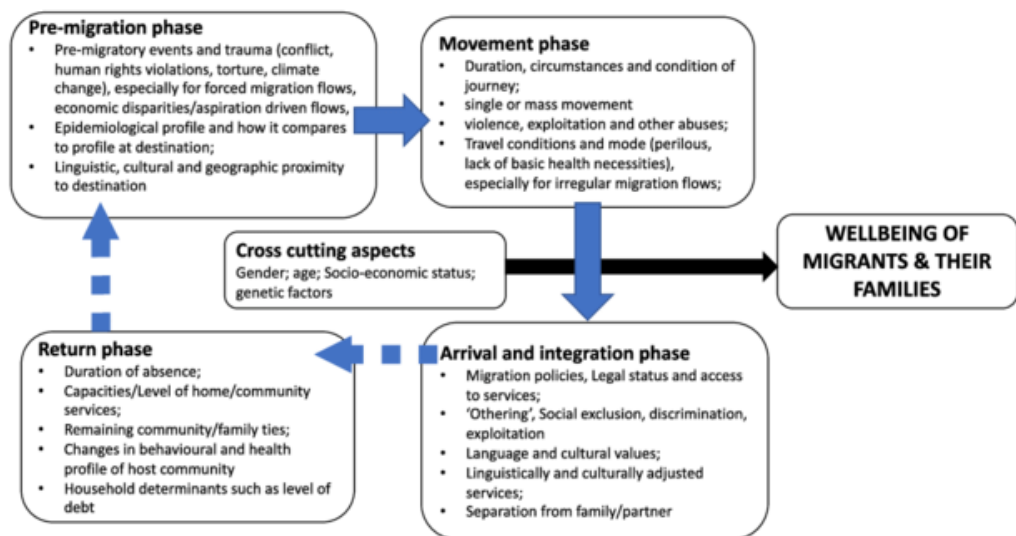 Pre-migration phase
• Pre-migratory events and trauma (conflict,
human rights violations, torture, climate
change), especially for forced migration flows,
economic disparities/aspiration driven flows,
• Epidemiological profile and how it compares
to profile at destination;
• Linguistic, cultural and geographic proximity
to destination
Movement phase
• Duration, circumstances and condition of
journey;
• single or mass movement
• violence, exploitation and other abuses;
• Travel conditions and mode (perilous,
lack of basic health necessities),
especially for irregular migration flows;
Cross cutting aspects
Gender; age; Socio-economic status;
genetic factors
WELLBEING OF
MIGRANTS & THEIR
FAMILIES
Return phase
• Duration of absence;
• Capacities/Level of home/community
services;
• Remaining community/family ties;
• Changes in behavioural and health
profile of host community
• Household determinants such as level of
debt
Arrival and integration phase
• Migration policies, Legal status and access
to services;
• ‘Othering’, Social exclusion, discrimination,
exploitation
• Language and cultural values;
• Linguistically and culturally adjusted
services;
• Separation from family/partner